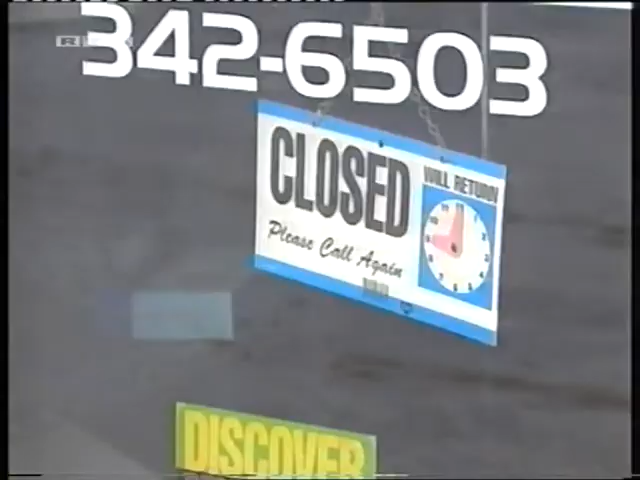 342-6503
CLOSED
Please Call Again
WILL RETURN
DISCOVER